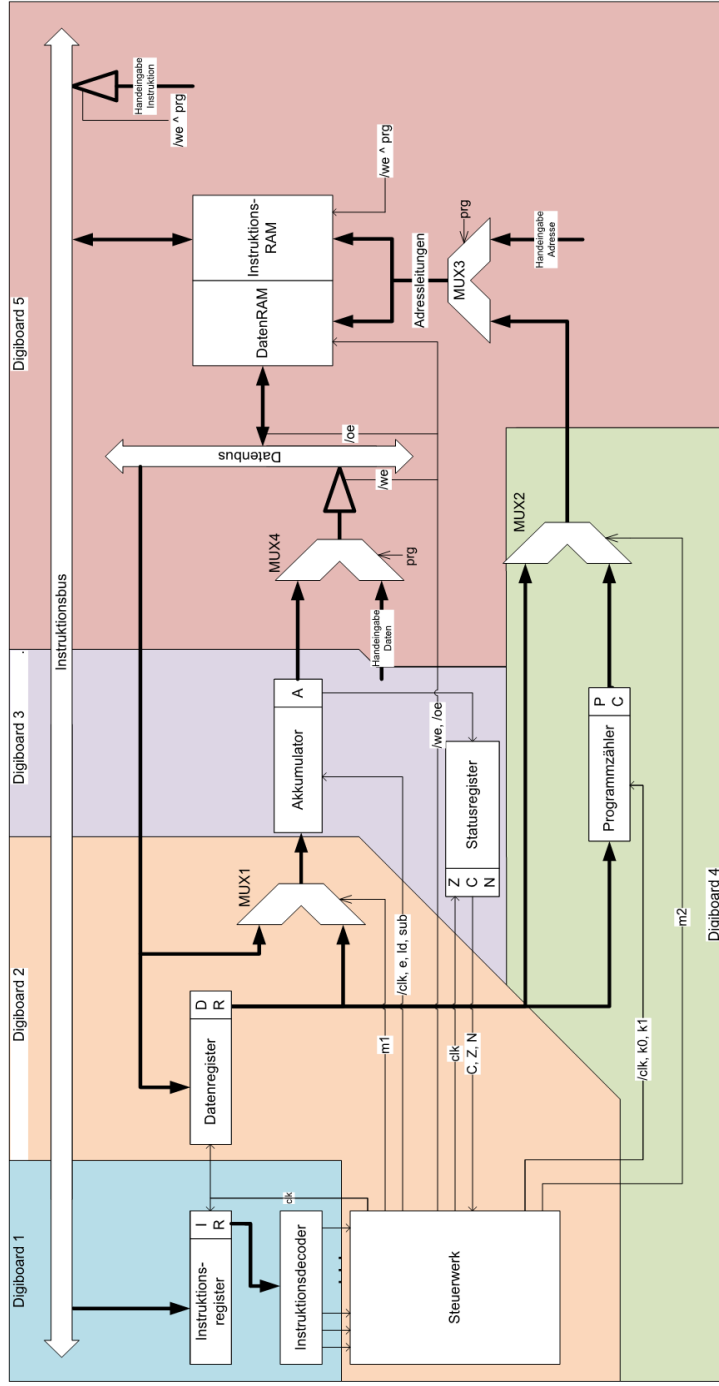 Digiboard 1
Digiboard 2
Digiboard 3
.
Digiboard 5
Instruktionsbus
Handeingabe
Instruktion
/we ^ prg
Instruktions-
register
I
R
clk
Datenregister
D
R
Instruktionsdecoder
MUX1
Akkumulator
A
MUX4
Handeingabe
Daten
prg
/we
Datenbus
/oe
DatenRAM
Instruktions-
RAM
/we ^ prg
Adressleitungen
MUX3
prg
Handeingabe
Adresse
Steuerwerk
m1
/clk, e, ld, sub
/we, /oe
clk
C, Z, N
Z
C
N
Statusregister
MUX2
Programmzähler
P
C
/clk, k0, k1
m2
Digiboard 4